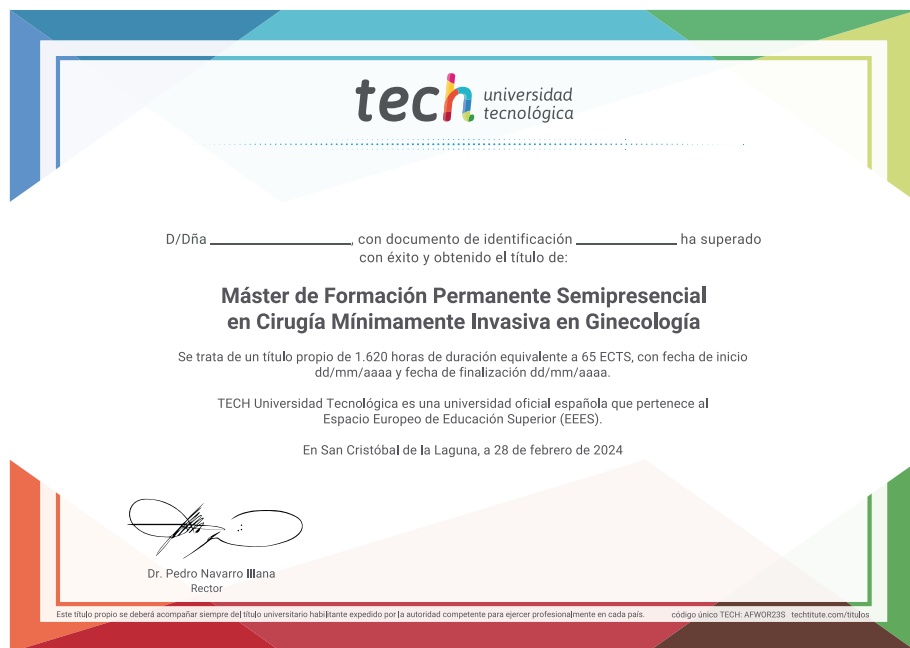 tech universidad
tecnológica
D/Dña ____________, con documento de identificación ____________ ha superado
con éxito y obtenido el título de:
Máster de Formación Permanente Semipresencial
en Cirugía Mínimamente Invasiva en Ginecología
Se trata de un título propio de 1.620 horas de duración equivalente a 65 ECTS, con fecha de inicio
dd/mm/aaaa y fecha de finalización dd/mm/aaaa.
TECH Universidad Tecnológica es una universidad oficial española que pertenece al
Espacio Europeo de Educación Superior (EEES).
En San Cristóbal de la Laguna, a 28 de febrero de 2024
Dr. Pedro Navarro Illana
Rector
Este título propio se deberá acompañar siempre del título universitario habilitante expedido por la autoridad competente para ejercer profesionalmente en cada país. código único TECH: AFWOR23S techtitute.com/titulos